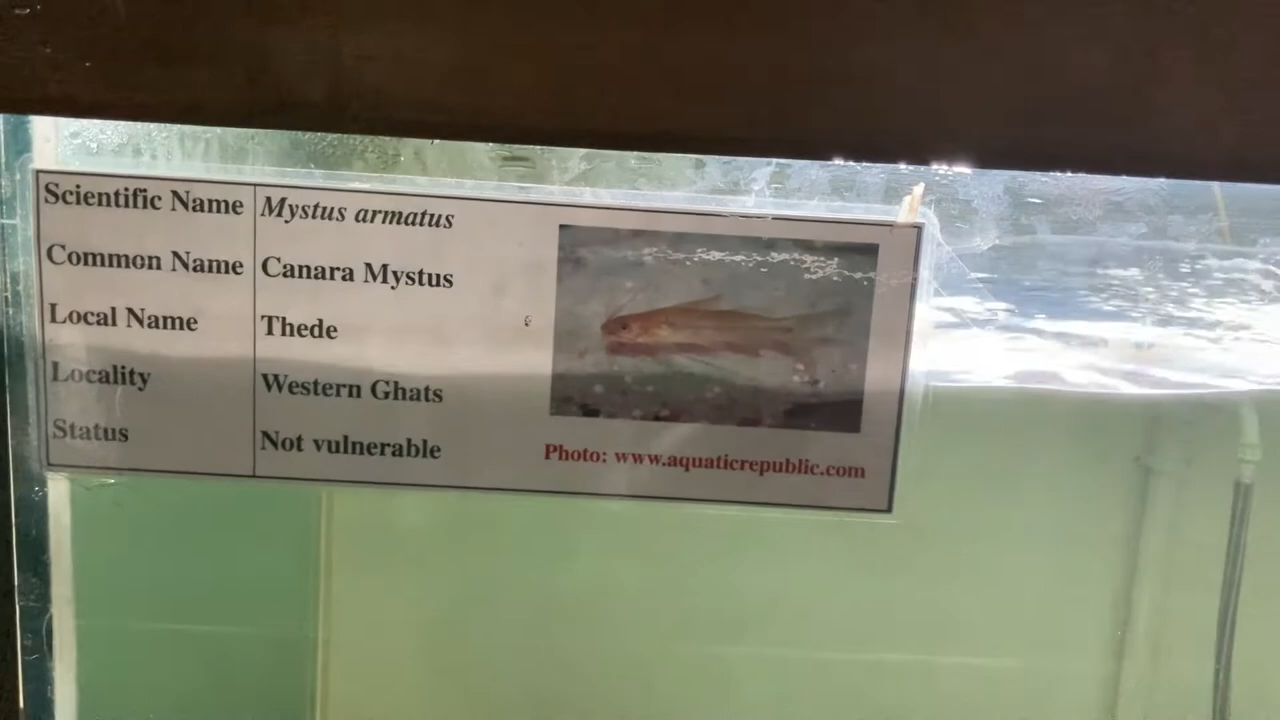 Scientific Name Mystus armatus
Common Name Canara Mystus
Local Name Thede
Locality Western Ghats
Status Not vulnerable
Photo: www.aquaticrepublic.com